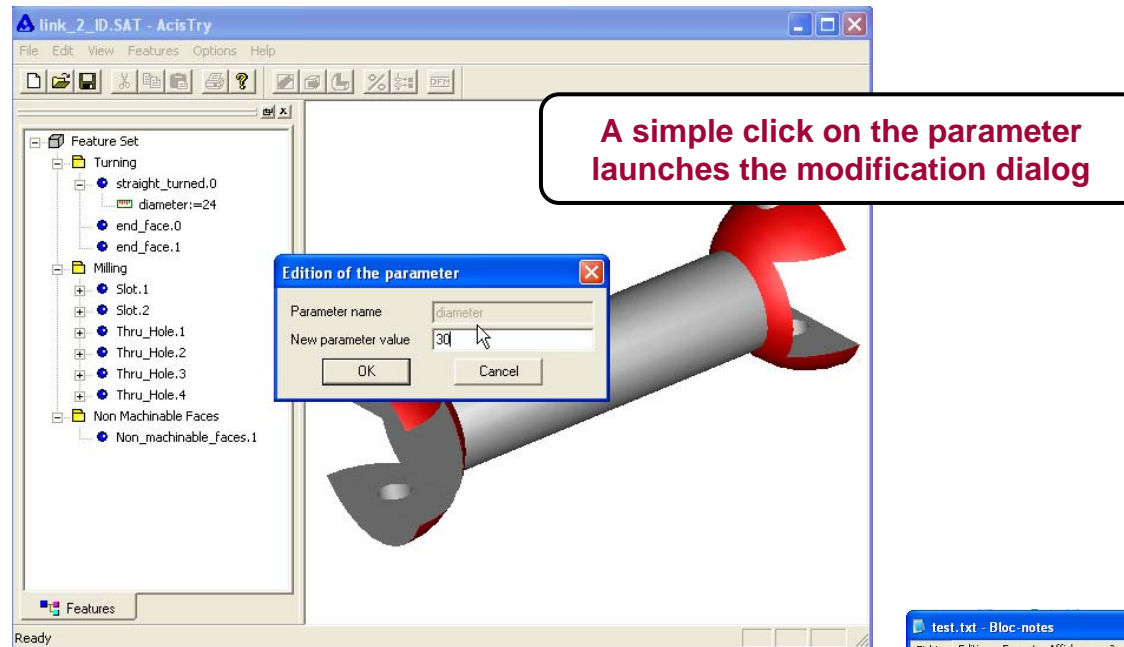 link_2_ID.SAT - AcisTry
File Edit View Features Options Help
DFM
A simple click on the parameter
launches the modification dialog
Feature Set
Turning
straight_turned.0
diameter:=24
end_face.0
end_face.1
Milling
Slot.1
Slot.2
Thru_Hole.1
Thru_Hole.2
Thru_Hole.3
Thru_Hole.4
Non Machinable Faces
Non_machinable_faces.1
Edition of the parameter
Parameter name diameter
New parameter value 30
OK Cancel
Features
Ready
test.txt - Bloc-notes